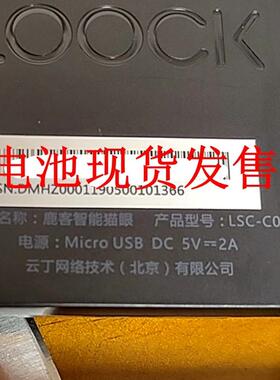 LOOCK
电池现货发货
SN:DMHZ0001190500101366
名称：鹿客智能猫眼 产品型号：LSC-C0
电源：Micro USB DC 5V⎓2A
云丁网络技术（北京）有限公司